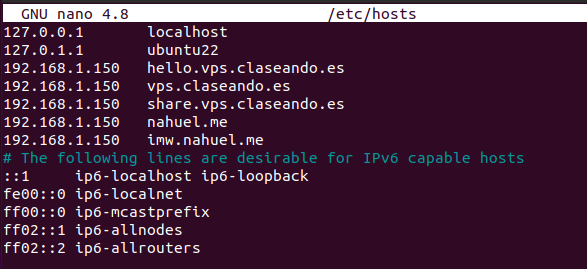 GNU nano 4.8 /etc/hosts
127.0.0.1 localhost
127.0.1.1 ubuntu22
192.168.1.150 hello.vps.claseando.es
192.168.1.150 vps.claseando.es
192.168.1.150 share.vps.claseando.es
192.168.1.150 nahuel.me
192.168.1.150 imw.nahuel.me
# The following lines are desirable for IPv6 capable hosts
::1 ip6-localhost ip6-loopback
fe00::0 ip6-localnet
ff00::0 ip6-mcastprefix
ff02::1 ip6-allnodes
ff02::2 ip6-allrouters